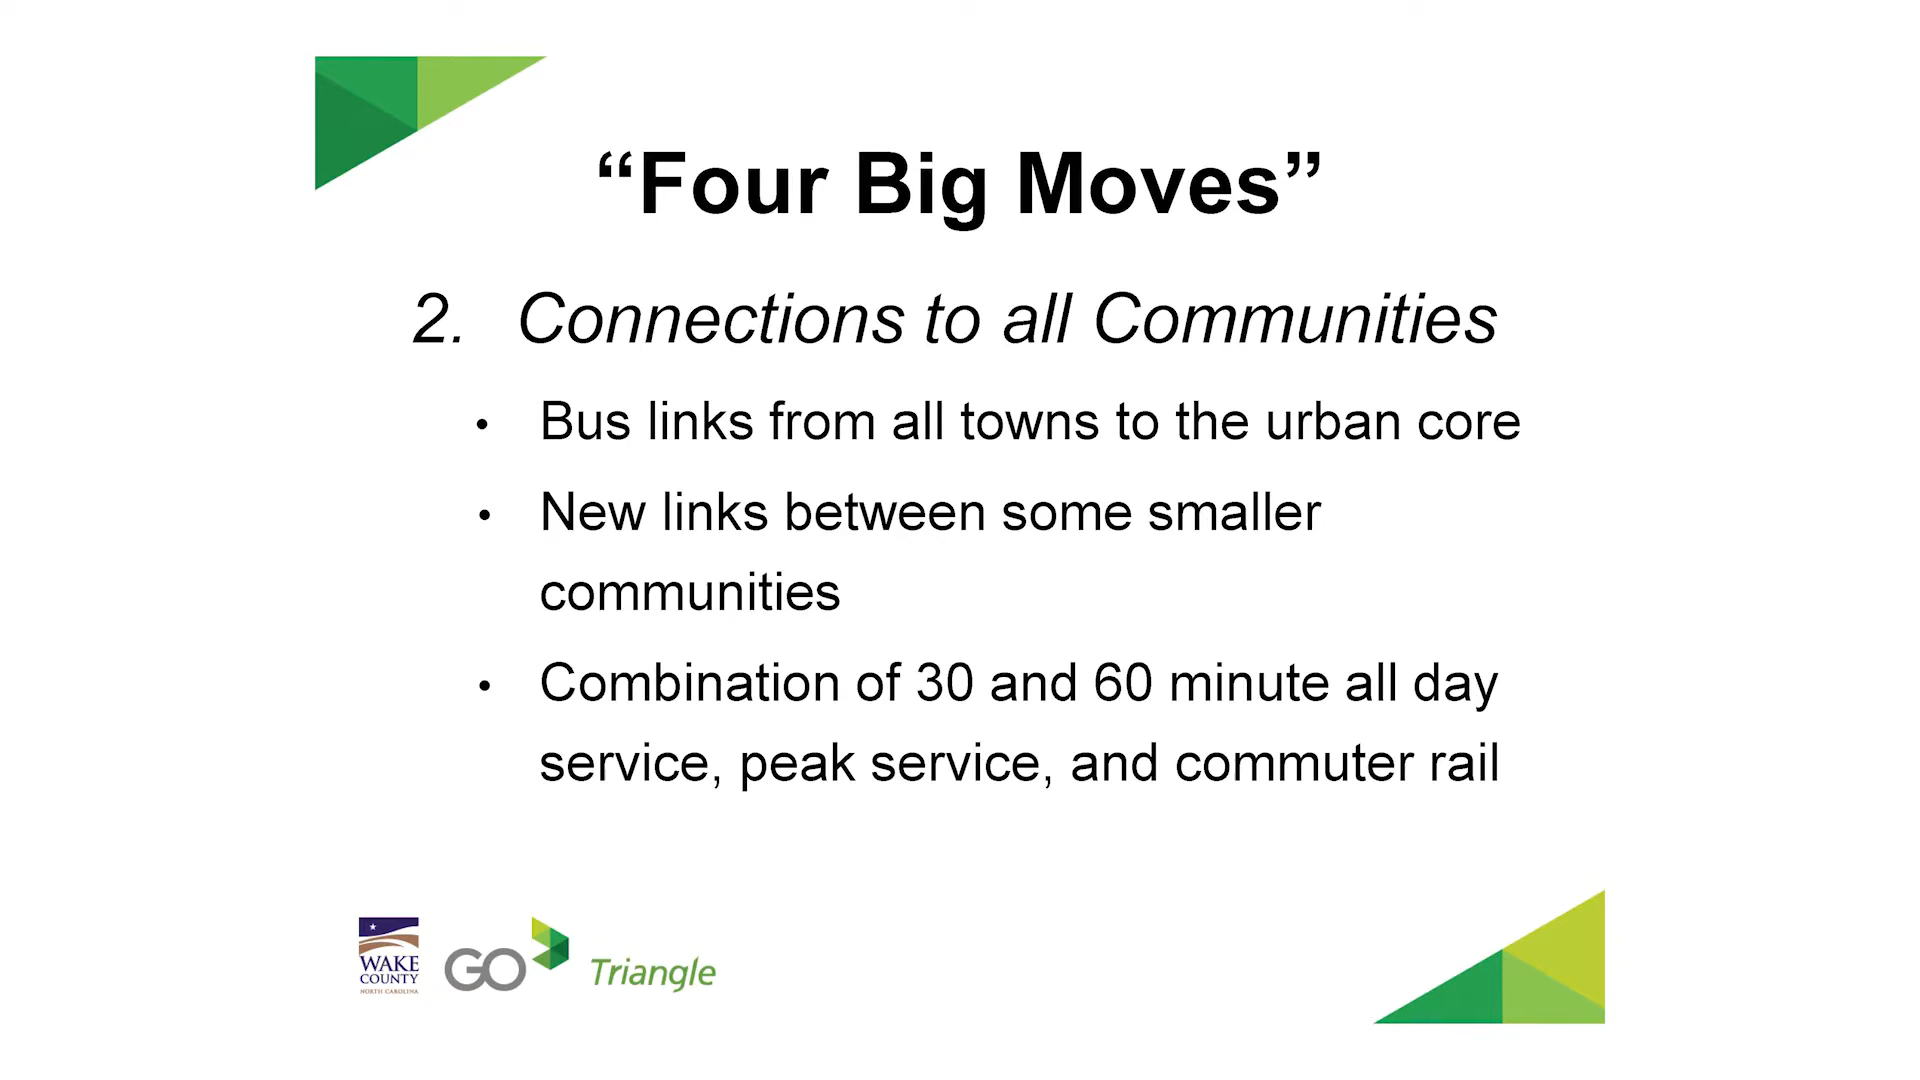 “Four Big Moves”
2. Connections to all Communities
• Bus links from all towns to the urban core
• New links between some smaller
communities
• Combination of 30 and 60 minute all day
service, peak service, and commuter rail
WAKE
COUNTY
NORTH CAROLINA
GO Triangle